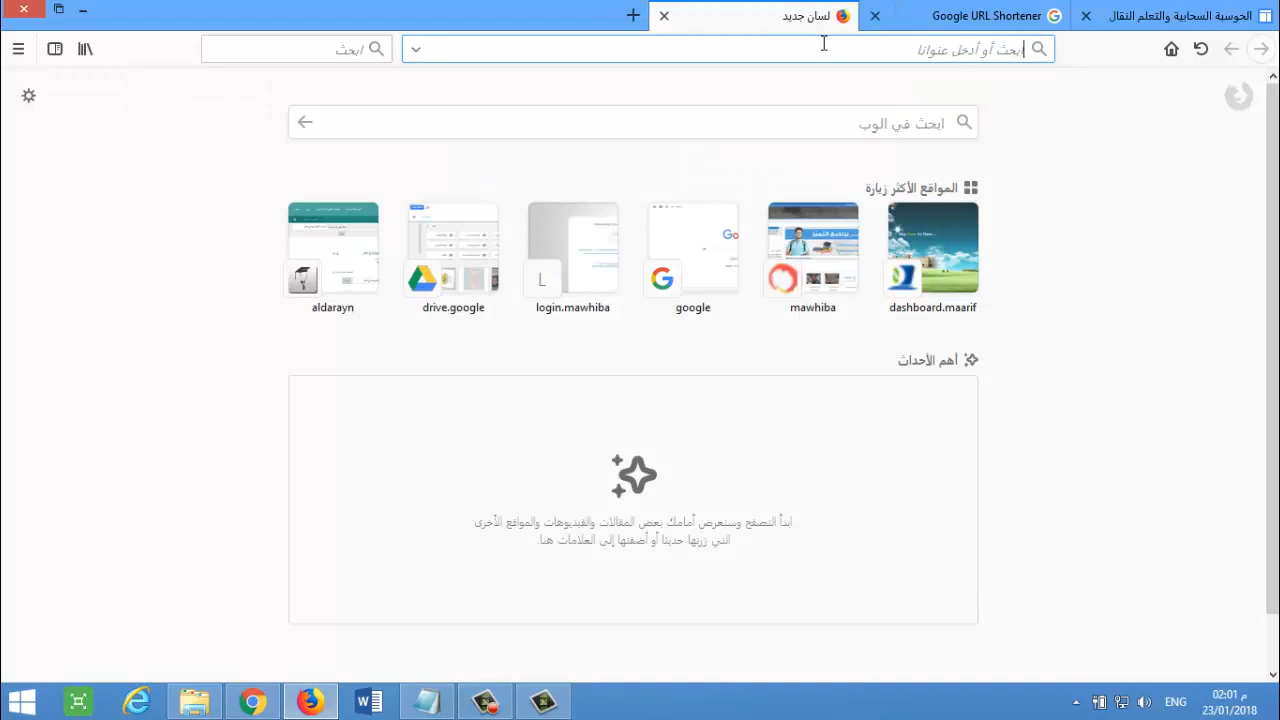 الحوسبة السحابية والتعلم النقال
Google URL Shortener
لسان جديد
ابحث أو أدخل عنوانا
ابحث
ابحث في الوب
المواقع الأكثر زيارة
dashboard.maarif
mawhiba
google
login.mawhiba
drive.google
aldarayn
أهم الأحداث
ابدأ التصفح وسنعرض أمامك بعض المقالات والفيديوهات والمواقع الأخرى
التي زرتها حديثا أو أضفتها إلى العلامات هنا.
ENG
02:01 م
23/01/2018